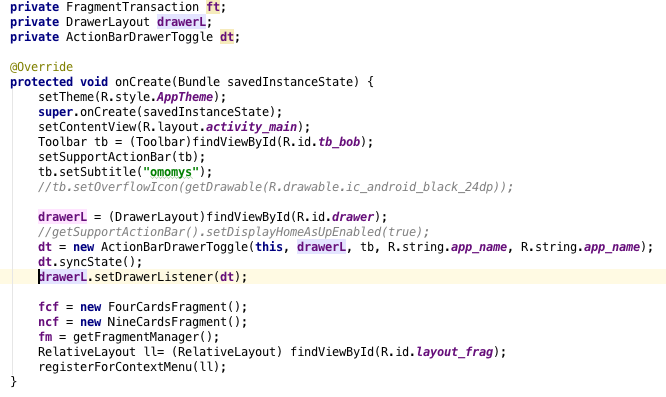 private FragmentTransaction ft;
private DrawerLayout drawerL;
private ActionBarDrawerToggle dt;
@Override
protected void onCreate(Bundle savedInstanceState) {
setTheme(R.style.AppTheme);
super.onCreate(savedInstanceState);
setContentView(R.layout.activity_main);
Toolbar tb = (Toolbar)findViewById(R.id.tb_bob);
setSupportActionBar(tb);
tb.setSubtitle("omomys");
//tb.setOverflowIcon(getDrawable(R.drawable.ic_android_black_24dp));
drawerL = (DrawerLayout)findViewById(R.id.drawer);
//getSupportActionBar().setDisplayHomeAsUpEnabled(true);
dt = new ActionBarDrawerToggle(this, drawerL, tb, R.string.app_name, R.string.app_name);
dt.syncState();
drawerL.setDrawerListener(dt);
fcf = new FourCardsFragment();
ncf = new NineCardsFragment();
fm = getFragmentManager();
RelativeLayout ll= (RelativeLayout) findViewById(R.id.layout_frag);
registerForContextMenu(ll);
}